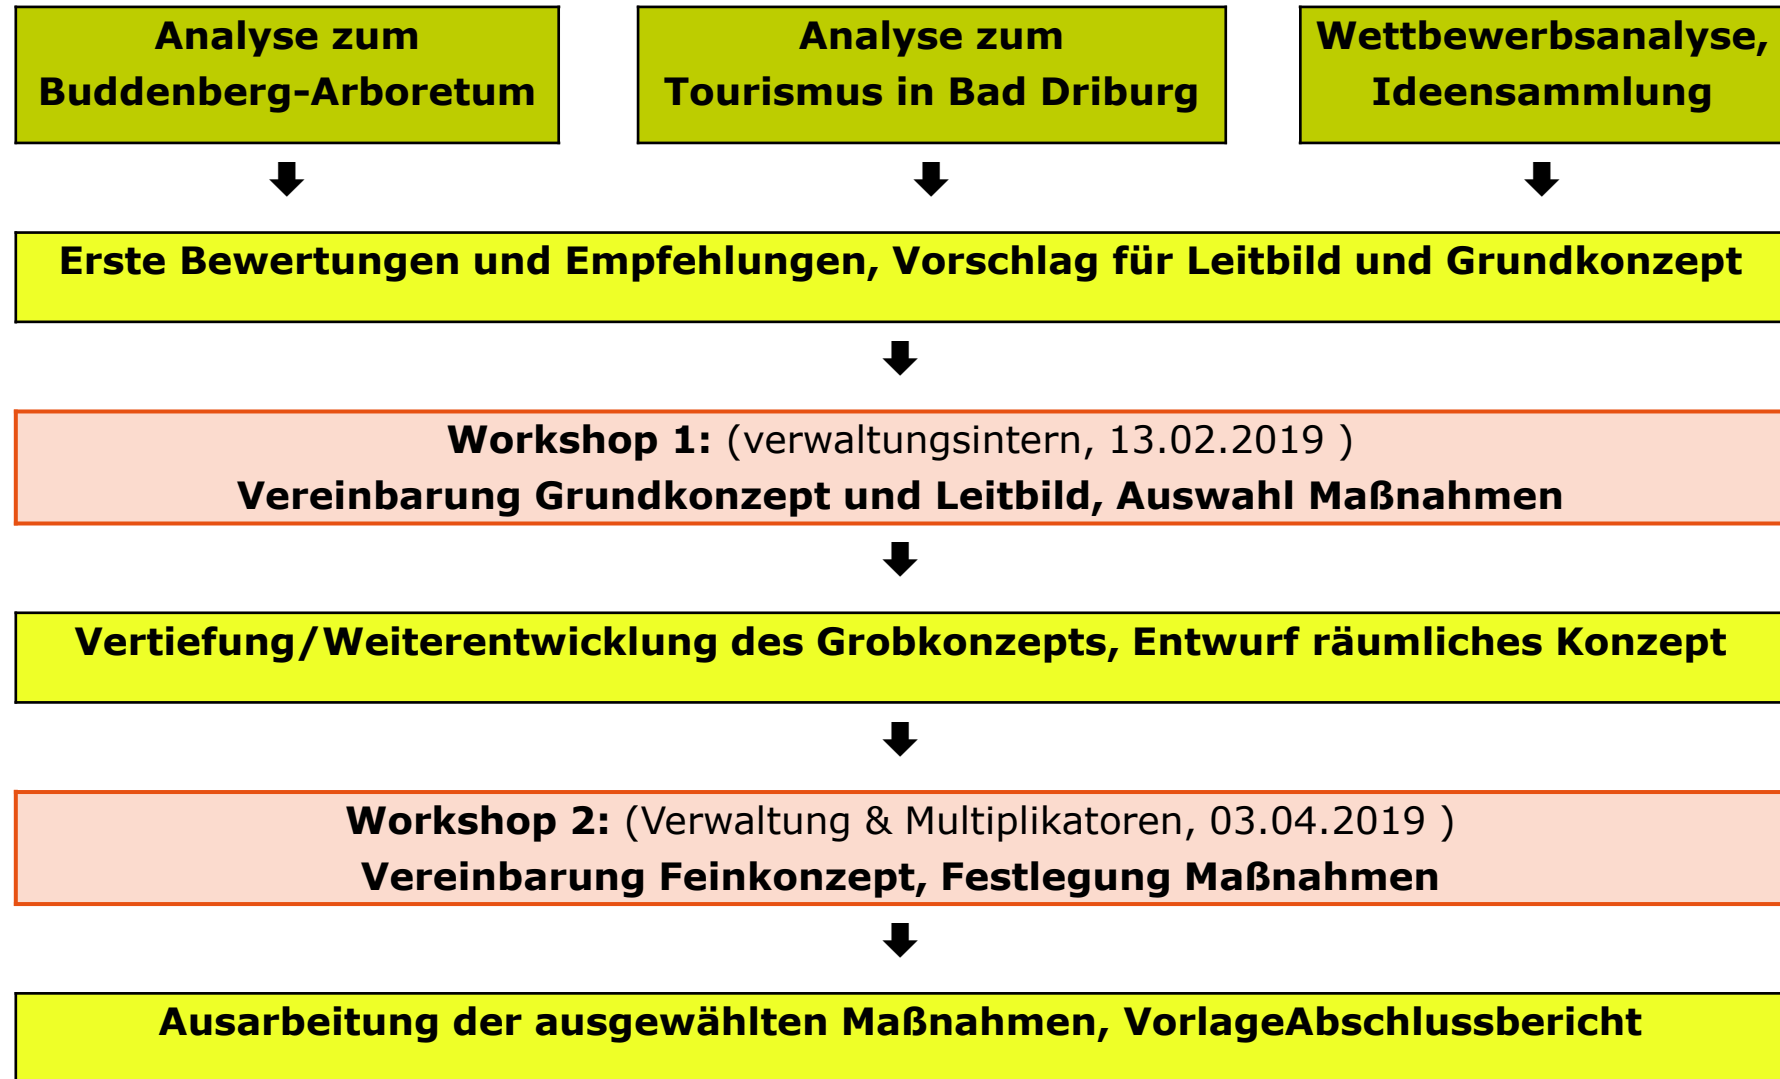 Analyse zum
Buddenberg-Arboretum
Analyse zum
Tourismus in Bad Driburg
Wettbewerbsanalyse,
Ideensammlung
Erste Bewertungen und Empfehlungen, Vorschlag für Leitbild und Grundkonzept
Workshop 1: (verwaltungsintern, 13.02.2019 )
Vereinbarung Grundkonzept und Leitbild, Auswahl Maßnahmen
Vertiefung/Weiterentwicklung des Grobkonzepts, Entwurf räumliches Konzept
Workshop 2: (Verwaltung & Multiplikatoren, 03.04.2019 )
Vereinbarung Feinkonzept, Festlegung Maßnahmen
Ausarbeitung der ausgewählten Maßnahmen, VorlageAbschlussbericht